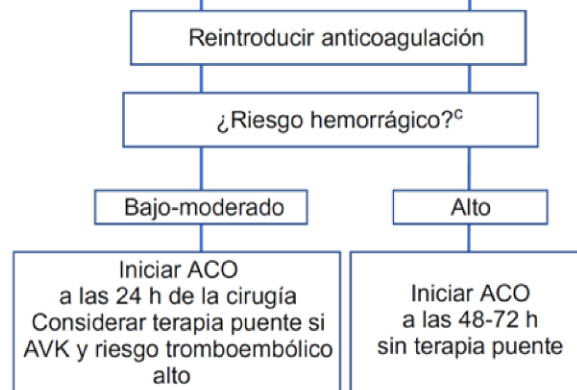 Reintroducir anticoagulación
¿Riesgo hemorrágico?c
Bajo-moderado
Alto
Iniciar ACO
a las 24 h de la cirugía
Considerar terapia puente si
AVK y riesgo tromboembólico
alto
Iniciar ACO
a las 48-72 h
sin terapia puente